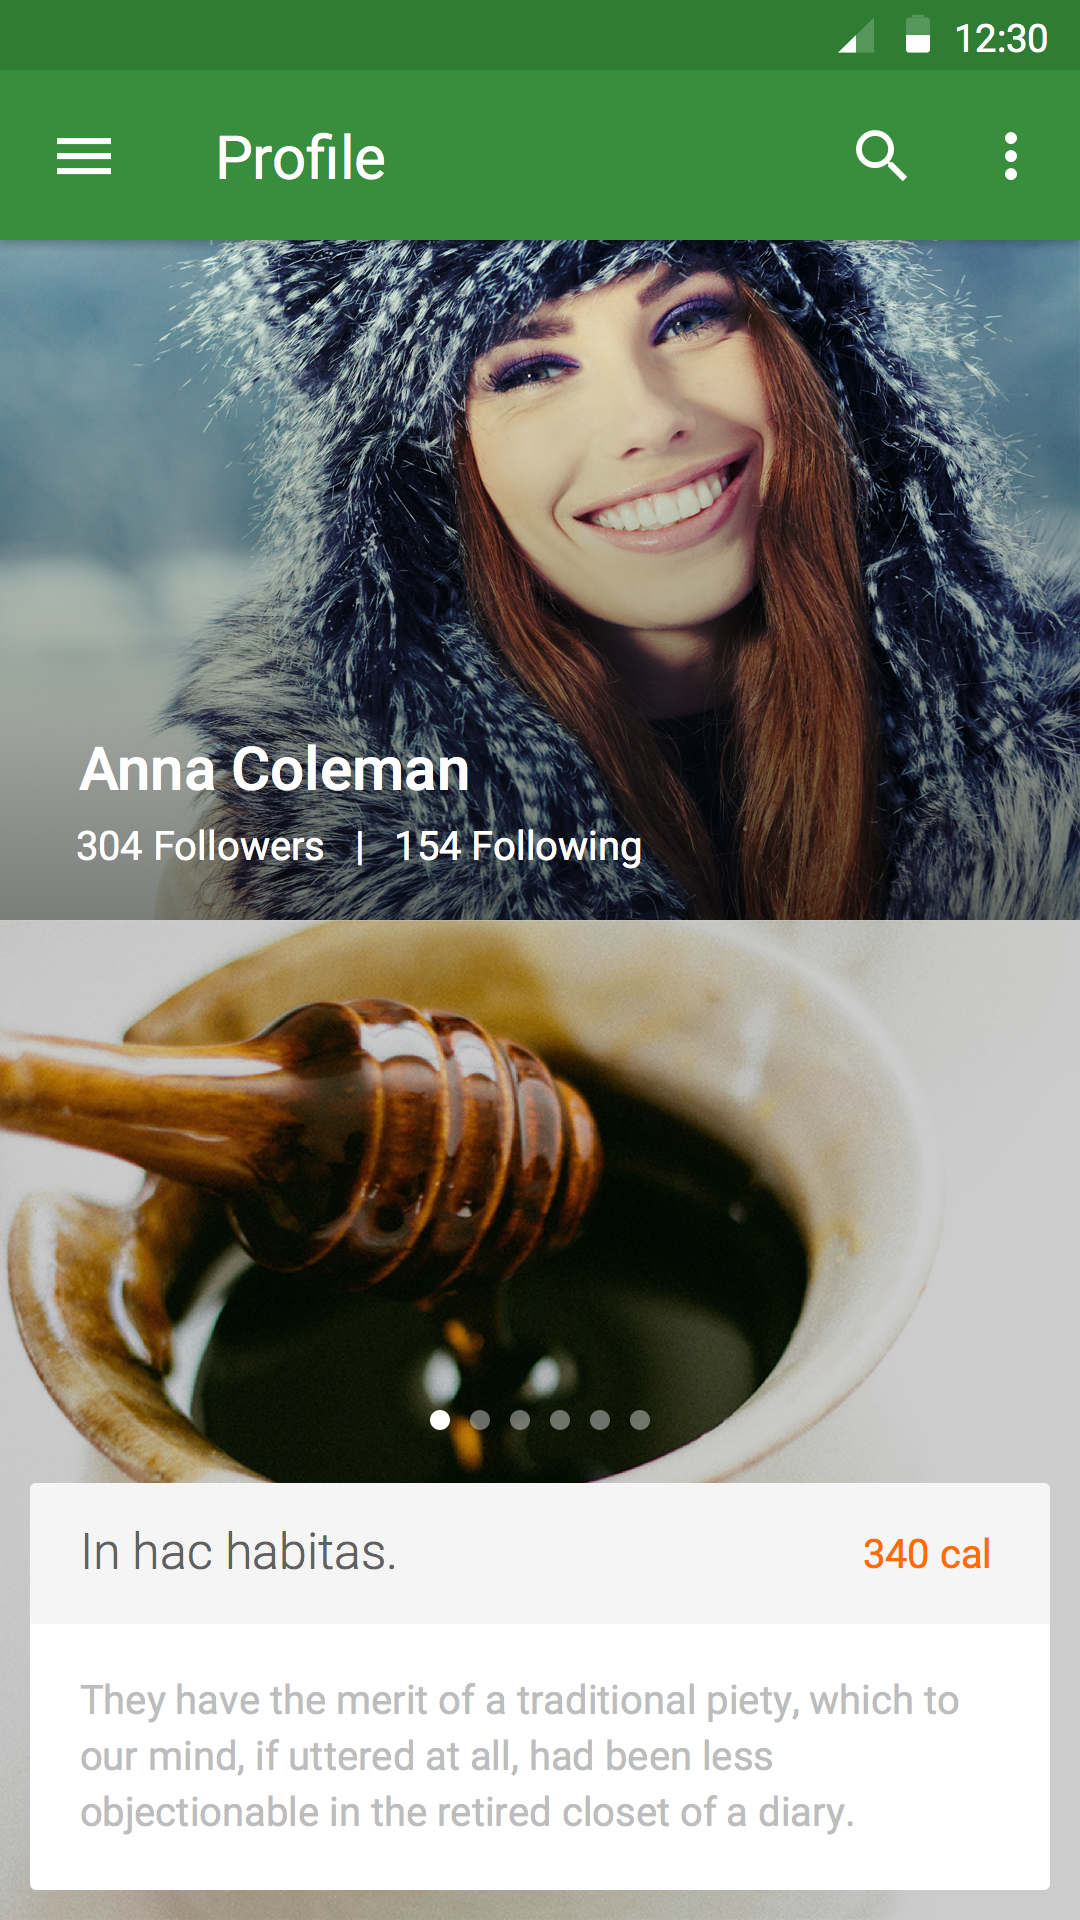 12:30
Profile
Anna Coleman
304 Followers | 154 Following
In hac habitas.
340 cal
They have the merit of a traditional piety, which to
our mind, if uttered at all, had been less
objectionable in the retired closet of a diary.